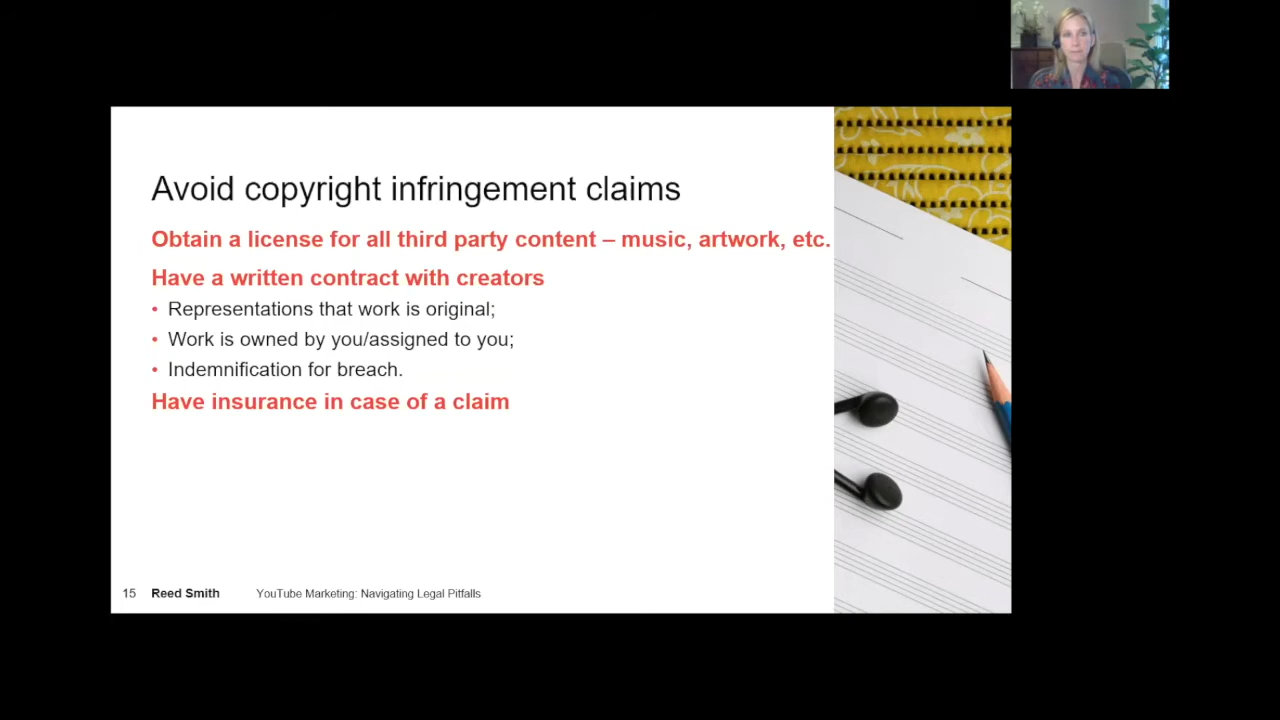 Avoid copyright infringement claims
Obtain a license for all third party content – music, artwork, etc.
Have a written contract with creators
• Representations that work is original;
• Work is owned by you/assigned to you;
• Indemnification for breach.
Have insurance in case of a claim
15 Reed Smith YouTube Marketing: Navigating Legal Pitfalls